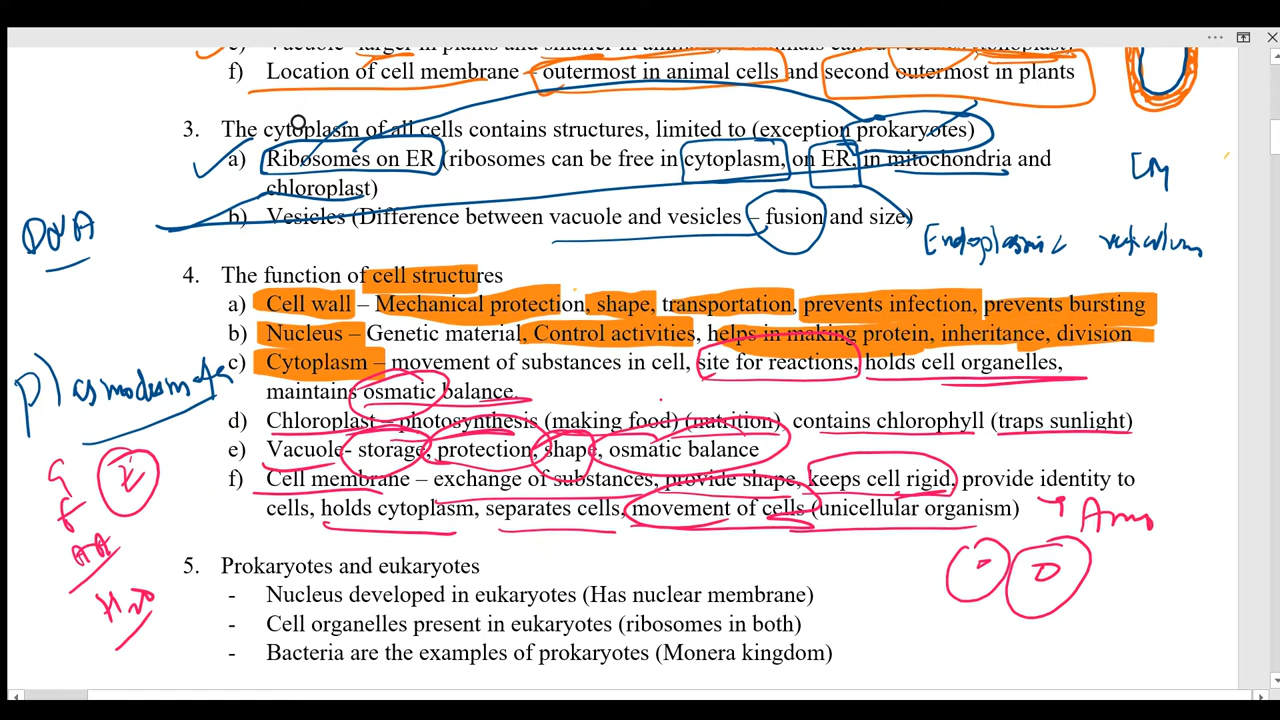 f) Location of cell membrane – outermost in animal cells and second outermost in plants
3. The cytoplasm of all cells contains structures, limited to (exception prokaryotes)
a) Ribosomes on ER (ribosomes can be free in cytoplasm, on ER, in mitochondria and
chloroplast)
b) Vesicles (Difference between vacuole and vesicles – fusion and size)
DNA
Endoplasmic reticulum
4. The function of cell structures
a) Cell wall – Mechanical protection, shape, transportation, prevents infection, prevents bursting
b) Nucleus – Genetic material, Control activities, helps in making protein, inheritance, division
c) Cytoplasm – movement of substances in cell, site for reactions, holds cell organelles,
maintains osmatic balance.
Plasmodesmata
d) Chloroplast – photosynthesis (making food) (nutrition) contains chlorophyll (traps sunlight)
e) Vacuole- storage, protection, shape, osmatic balance
f) Cell membrane – exchange of substances, provide shape, keeps cell rigid, provide identity to
cells, holds cytoplasm, separates cells, movement of cells (unicellular organism)
AA
H2O
5. Prokaryotes and eukaryotes
- Nucleus developed in eukaryotes (Has nuclear membrane)
- Cell organelles present in eukaryotes (ribosomes in both)
- Bacteria are the examples of prokaryotes (Monera kingdom)